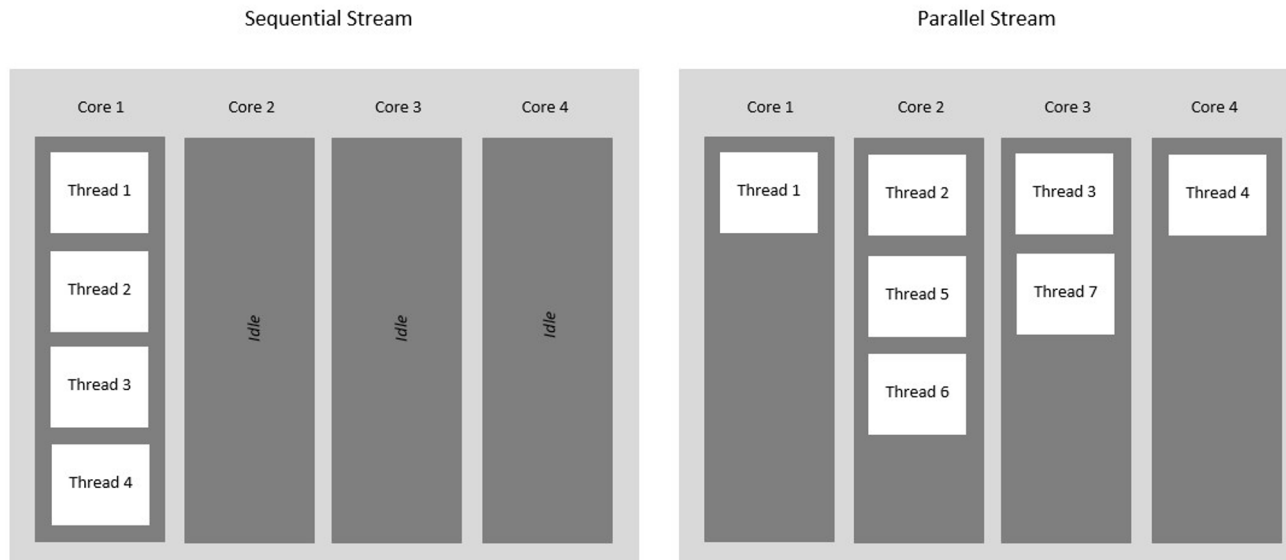 Sequential Stream
Core 1
Core 2
Core 3
Core 4
Thread 1
Thread 2
Thread 3
Thread 4
Idle
Idle
Idle
Parallel Stream
Core 1
Core 2
Core 3
Core 4
Thread 1
Thread 2
Thread 3
Thread 4
Thread 5
Thread 7
Thread 6